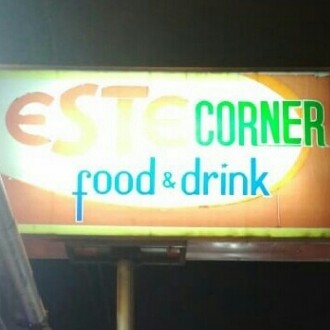 eSTE CORNER
food & drink